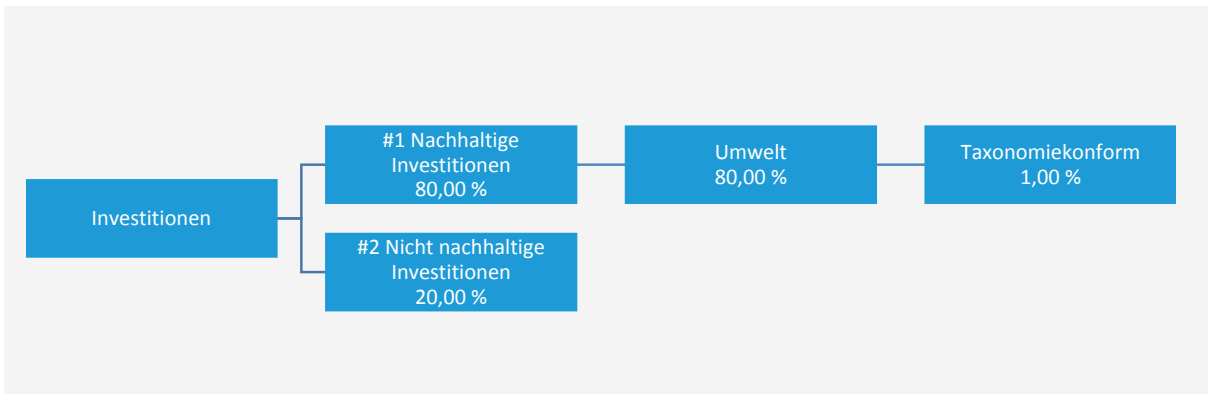 Investitionen
#1 Nachhaltige
Investitionen
80,00 %
Umwelt
80,00 %
Taxonomiekonform
1,00 %
#2 Nicht nachhaltige
Investitionen
20,00 %